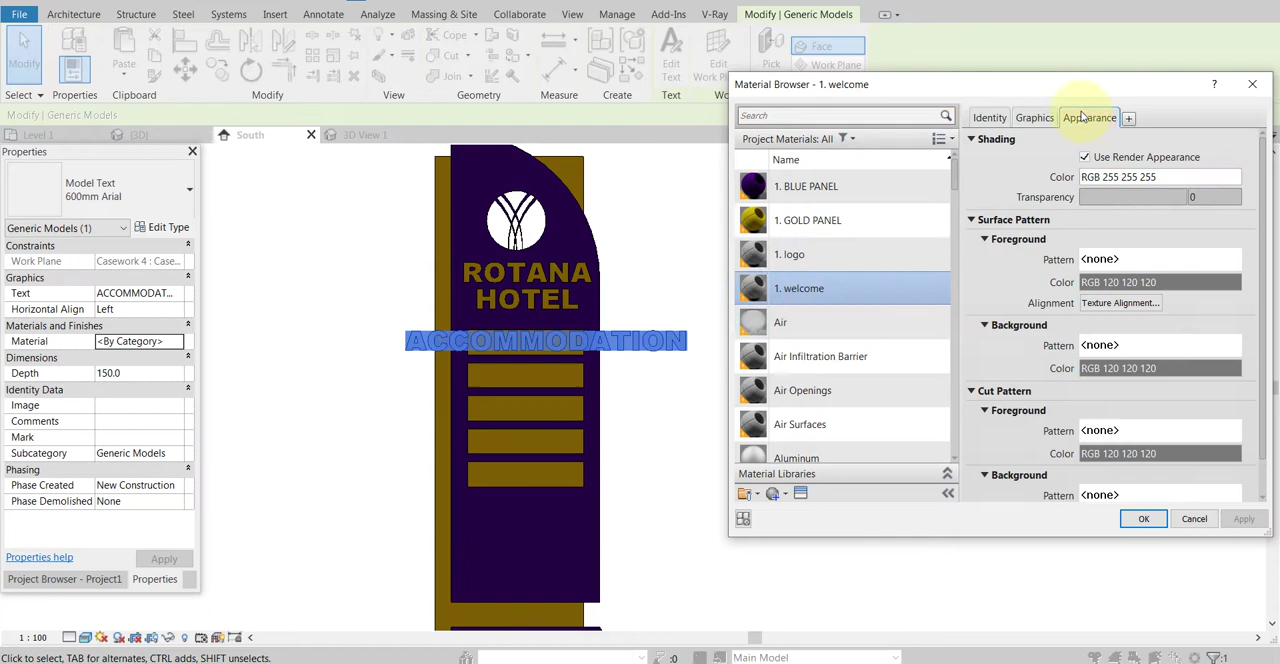 File Architecture Structure Steel Systems Insert Annotate Analyze Massing & Site Collaborate View Manage Add-Ins V-Ray Modify | Generic Models
Modify
Paste
Cope
Cut
Join
Edit Text
Edit
Pick
Face
Work Plane
Select Properties Clipboard Modify View Geometry Measure Create Text
Modify | Generic Models
Level 1 {3D} South 3D View 1
Properties
Model Text
600mm Arial
Generic Models (1) Edit Type
Constraints
Work Plane Casework 4 : Case...
Graphics
Text ACCOMMODAT...
Horizontal Align Left
Materials and Finishes
Material <By Category>
Dimensions
Depth 150.0
Identity Data
Image
Comments
Mark
Subcategory Generic Models
Phasing
Phase Created New Construction
Phase Demolished None
Properties help Apply
Project Browser - Project1 Properties
ROTANA
HOTEL
ACCOMMODATION
Material Browser - 1. welcome ?
Search
Project Materials: All
Name
1. BLUE PANEL
1. GOLD PANEL
1. logo
1. welcome
Air
Air Infiltration Barrier
Air Openings
Air Surfaces
Aluminum
Material Libraries
Identity Graphics Appearance
Shading
Use Render Appearance
Color RGB 255 255 255
Transparency 0
Surface Pattern
Foreground
Pattern <none>
Color RGB 120 120 120
Alignment Texture Alignment...
Background
Pattern <none>
Color RGB 120 120 120
Cut Pattern
Foreground
Pattern <none>
Color RGB 120 120 120
Background
Pattern <none>
OK Cancel Apply
1 : 100
Click to select, TAB for alternates, CTRL adds, SHIFT unselects. :0 Main Model :1